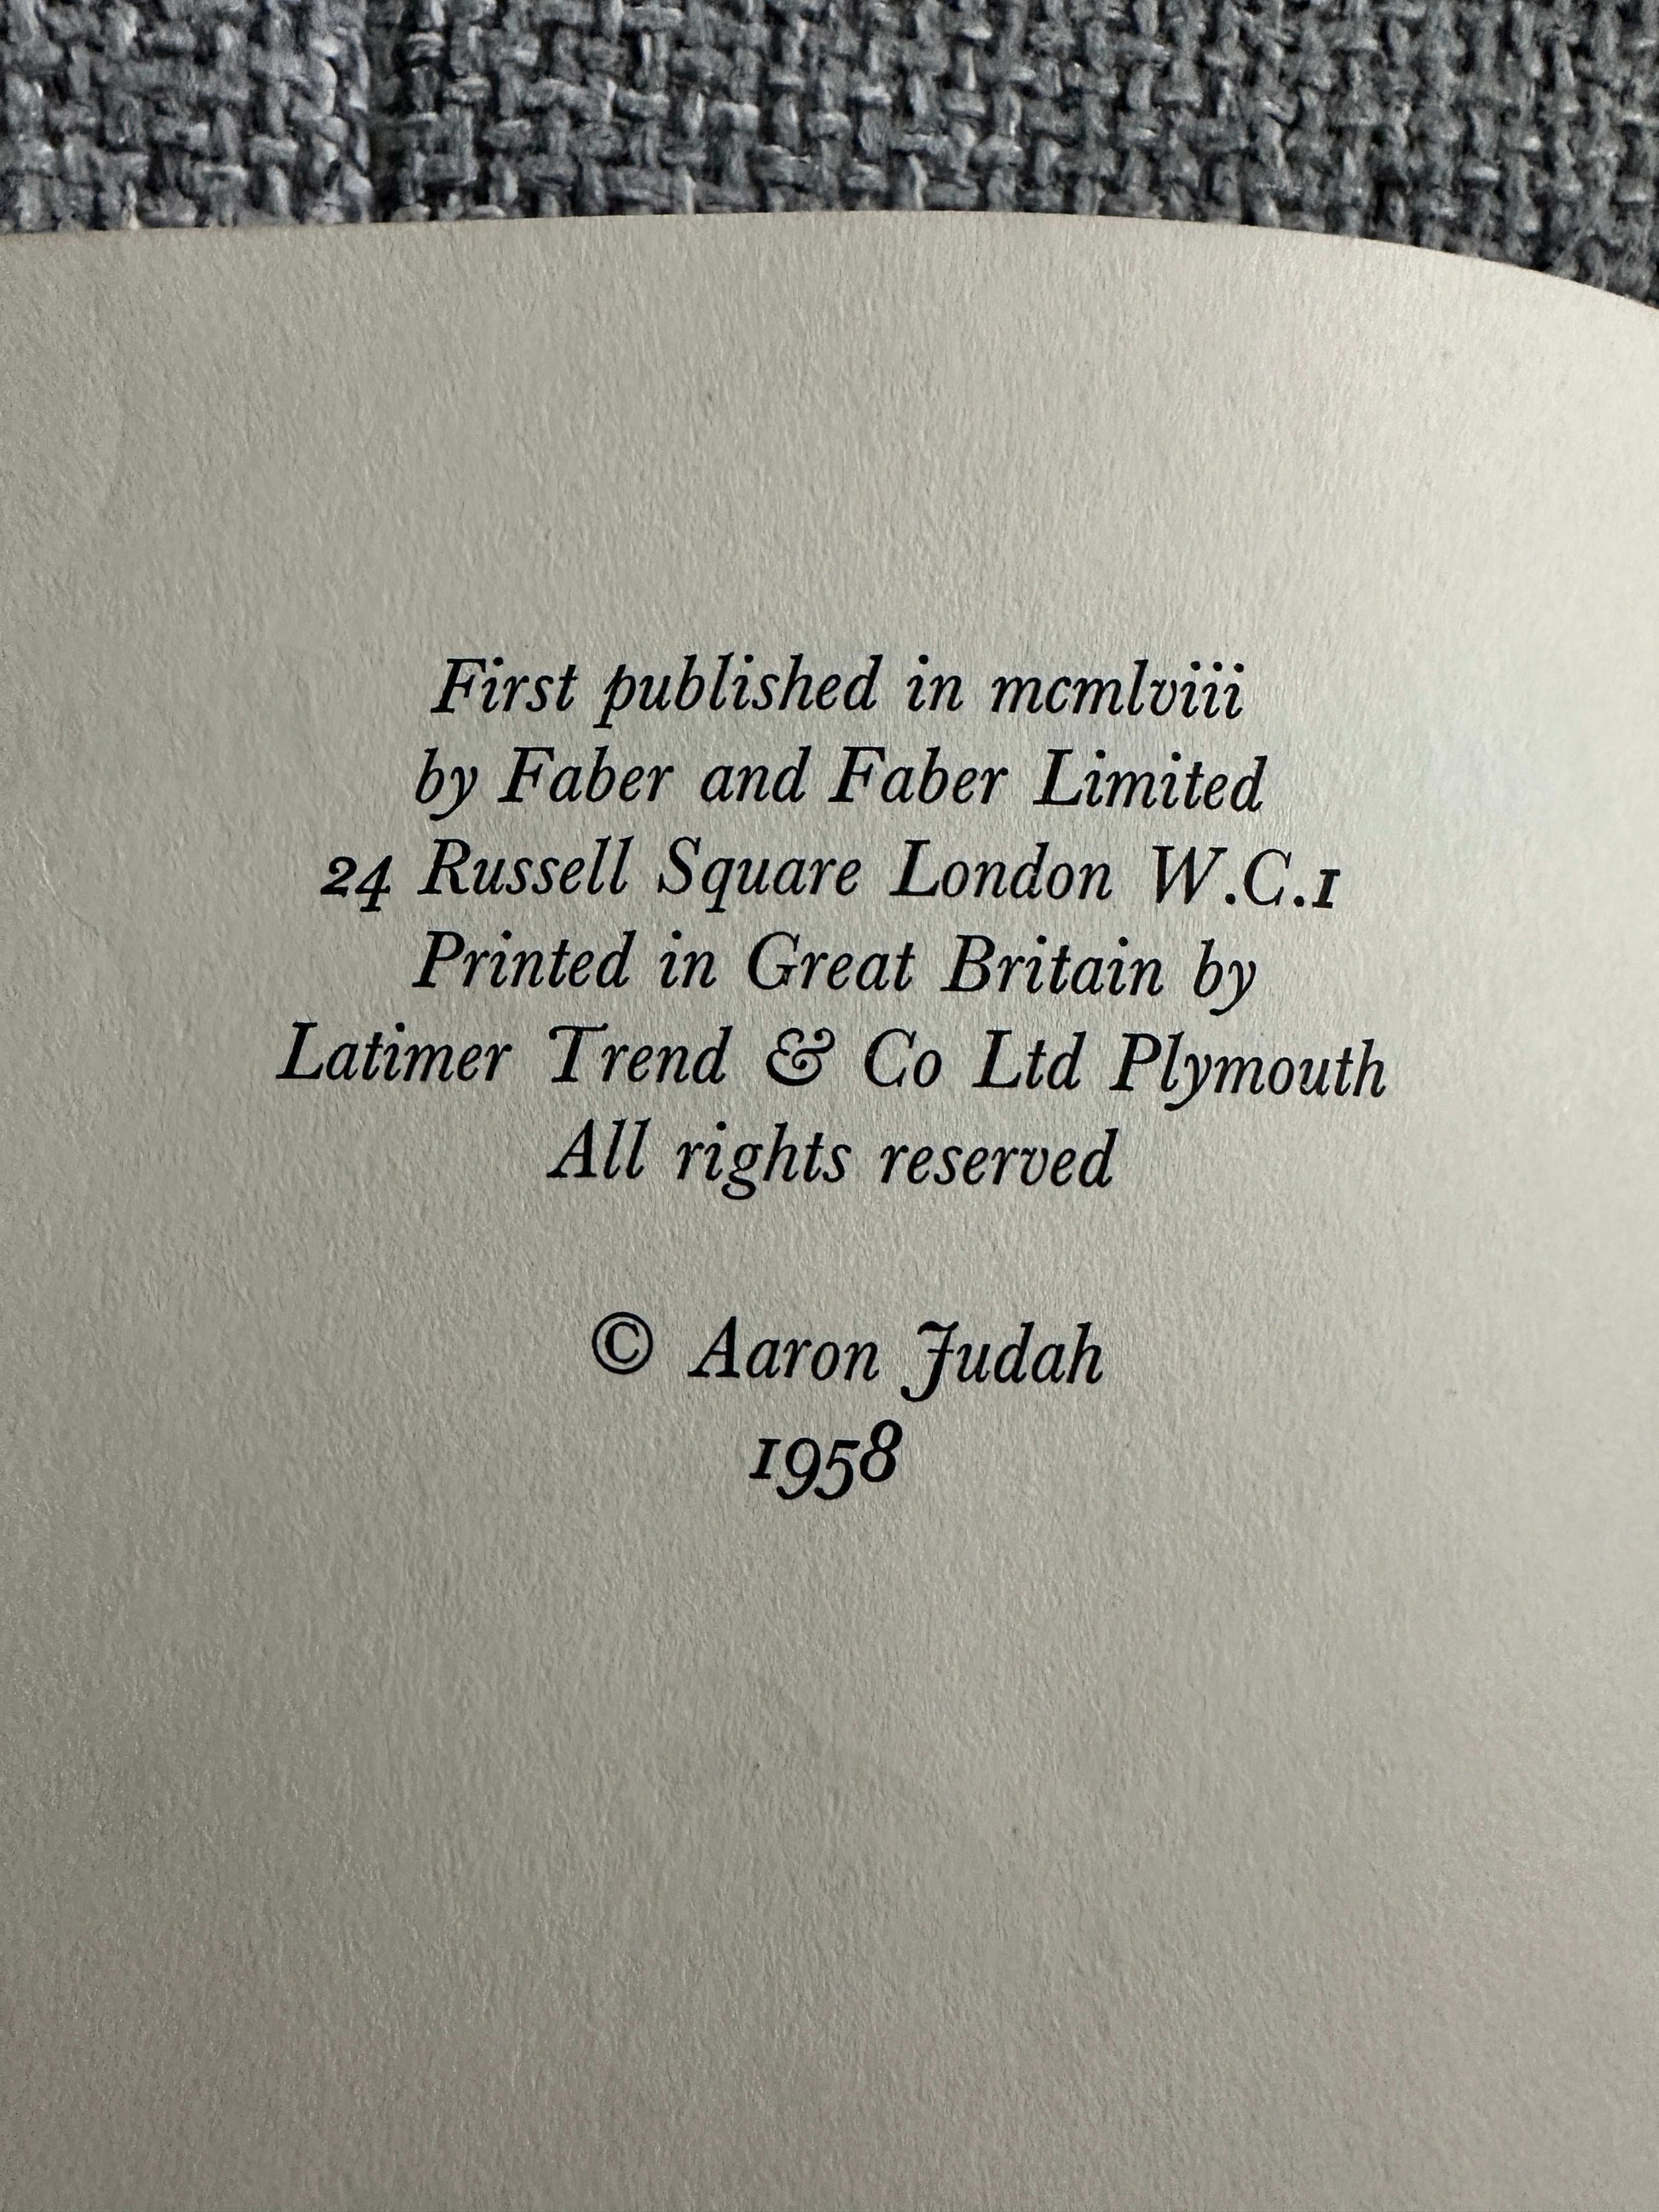 First published in mcmlviii
by Faber and Faber Limited
24 Russell Square London W.C.1
Printed in Great Britain by
Latimer Trend & Co Ltd Plymouth
All rights reserved
© Aaron Judah
1958